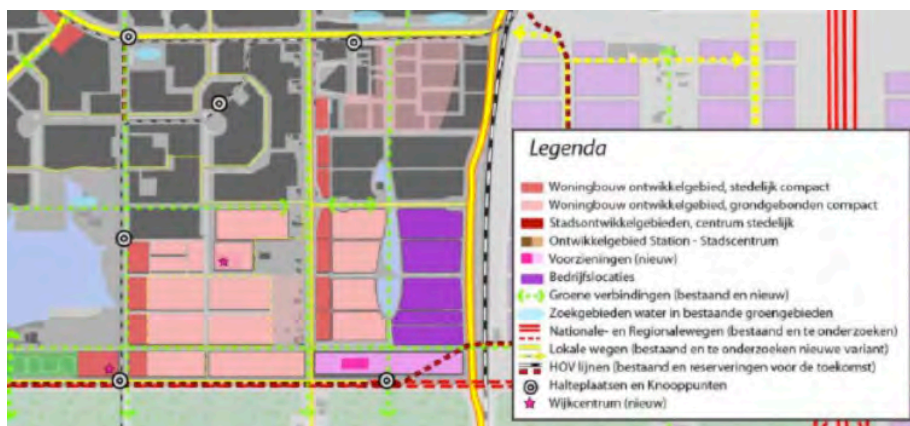 Legenda
Woningbouw ontwikkelgebied, stedelijk compact
Woningbouw ontwikkelgebied, grondgebonden compact
Stadsontwikkelgebieden, centrum stedelijk
Ontwikkelgebied Station - Stadscentrum
Voorzieningen (nieuw)
Bedrijfslocaties
Groene verbindingen (bestaand en nieuw)
Zoekgebieden water in bestaande groengebieden
Nationale- en Regionalewegen (bestaand en te onderzoeken)
Lokale wegen (bestaand en te onderzoeken nieuwe variant)
HOV lijnen (bestaand en reserveringen voor de toekomst)
Halteplaatsen en Knooppunten
Wijkcentrum (nieuw)